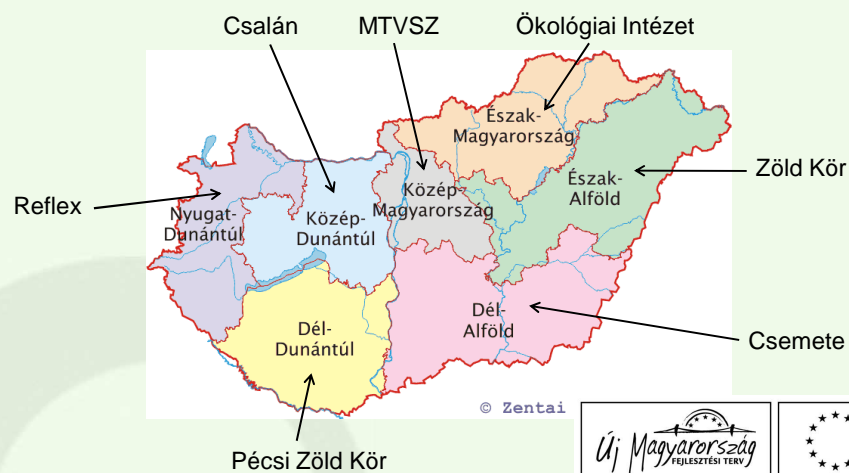 Csalán
MTVSZ
Ökológiai Intézet
Észak-
Magyarország
Zöld Kör
Észak-
Alföld
Közép-
Magyarország
Reflex
Nyugat-
Dunántúl
Közép-
Dunántúl
Dél-
Alföld
Dél-
Dunántúl
Csemete
© Zentai
Új Magyarország
FEJLESZTÉSI TERV
Pécsi Zöld Kör